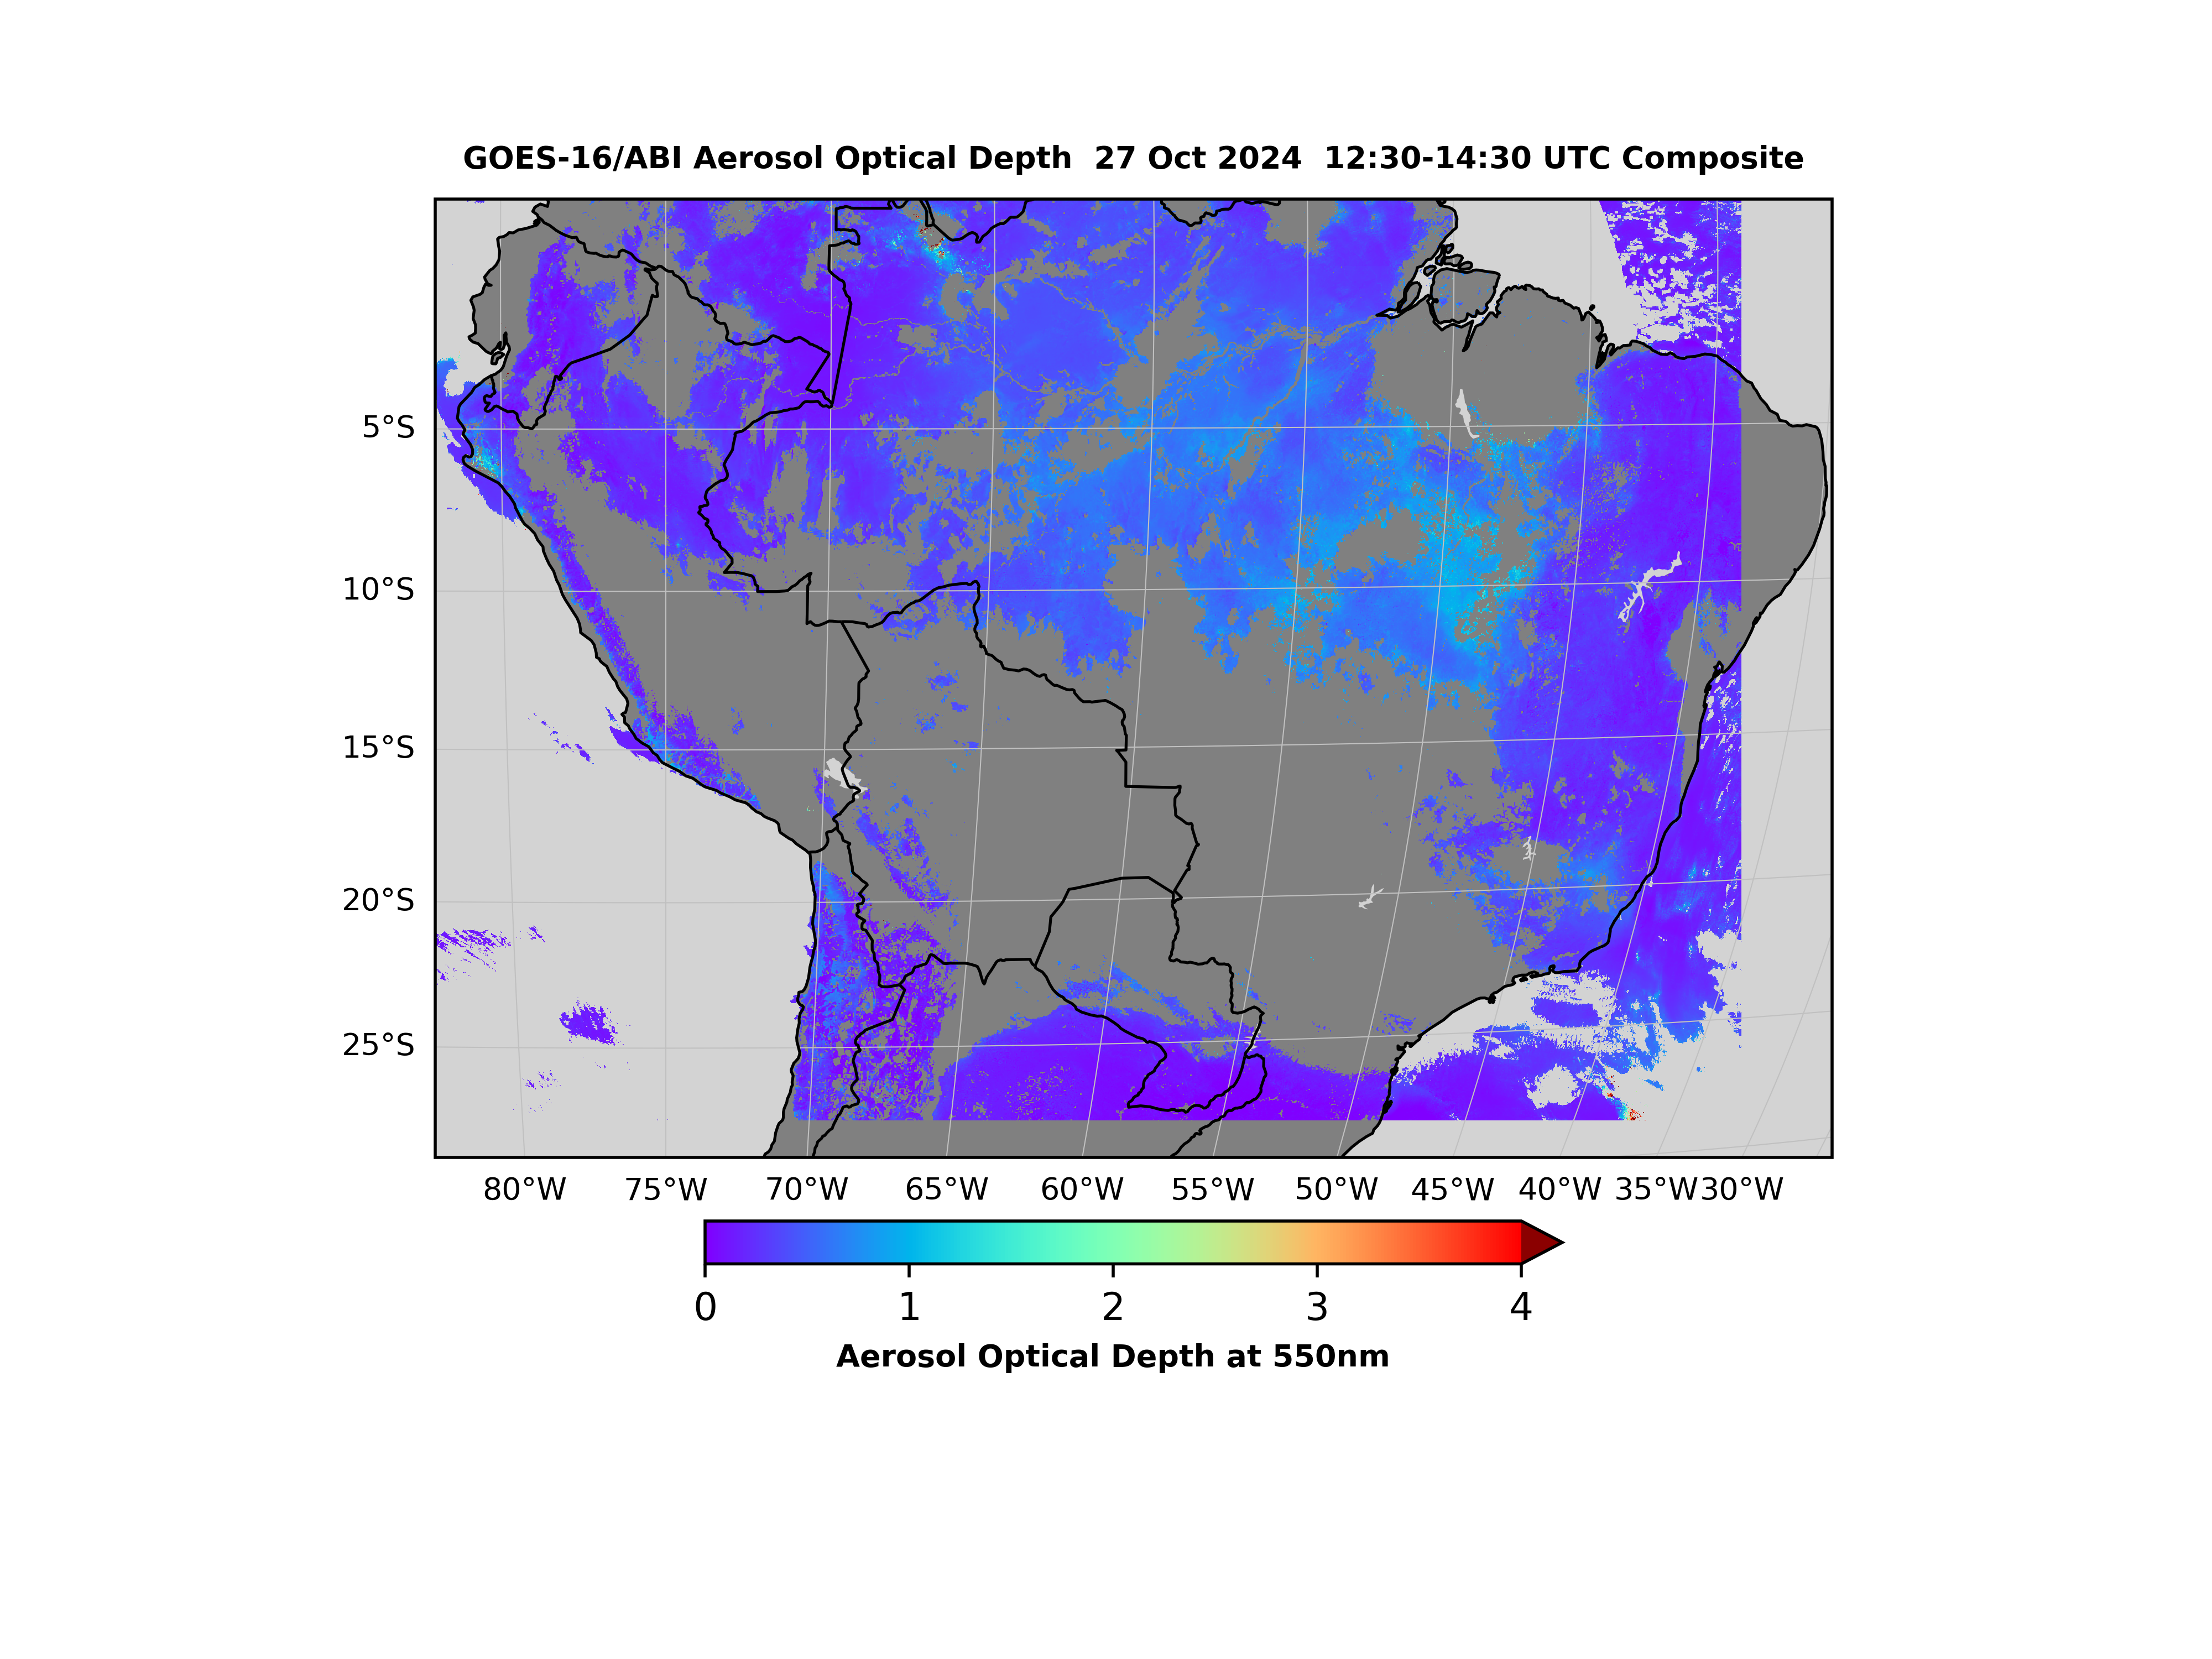 GOES-16/ABI Aerosol Optical Depth  27 Oct 2024  12:30-14:30 UTC Composite
5°S
10°S
15°S
20°S
25°S
80°W 75°W 70°W 65°W 60°W 55°W 50°W 45°W 40°W 35°W 30°W
0 1 2 3 4
Aerosol Optical Depth at 550nm